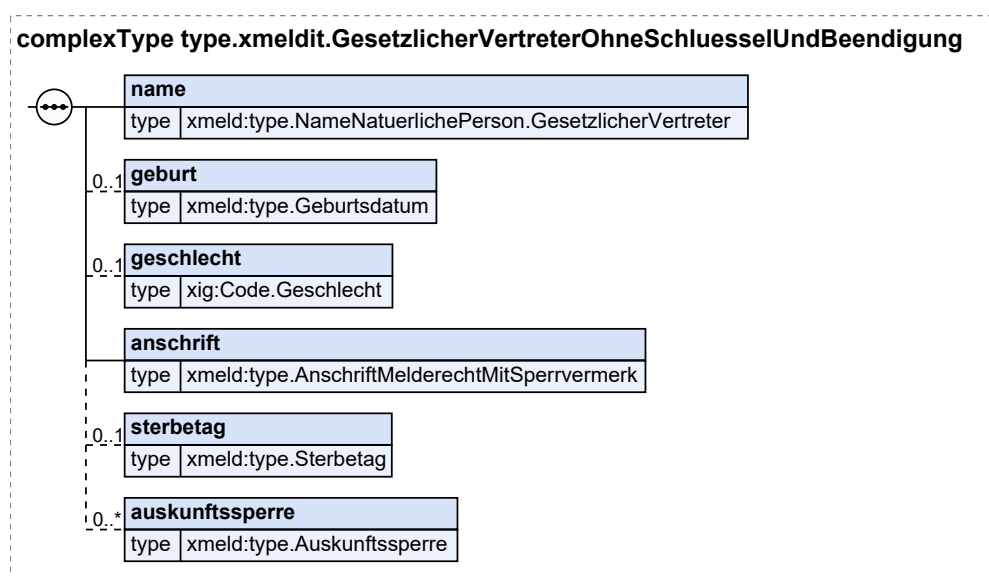 complexType type.xmeldit.GesetzlicherVertreterOhneSchluesselUndBeendigung
name
type xmeld:type.NameNatuerlichePerson.GesetzlicherVertreter
0..1 geburt
type xmeld:type.Geburtsdatum
0..1 geschlecht
type xig:Code.Geschlecht
anschrift
type xmeld:type.AnschriftMelderechtMitSperrvermerk
0..1 sterbetag
type xmeld:type.Sterbetag
0..* auskunftssperre
type xmeld:type.Auskunftssperre